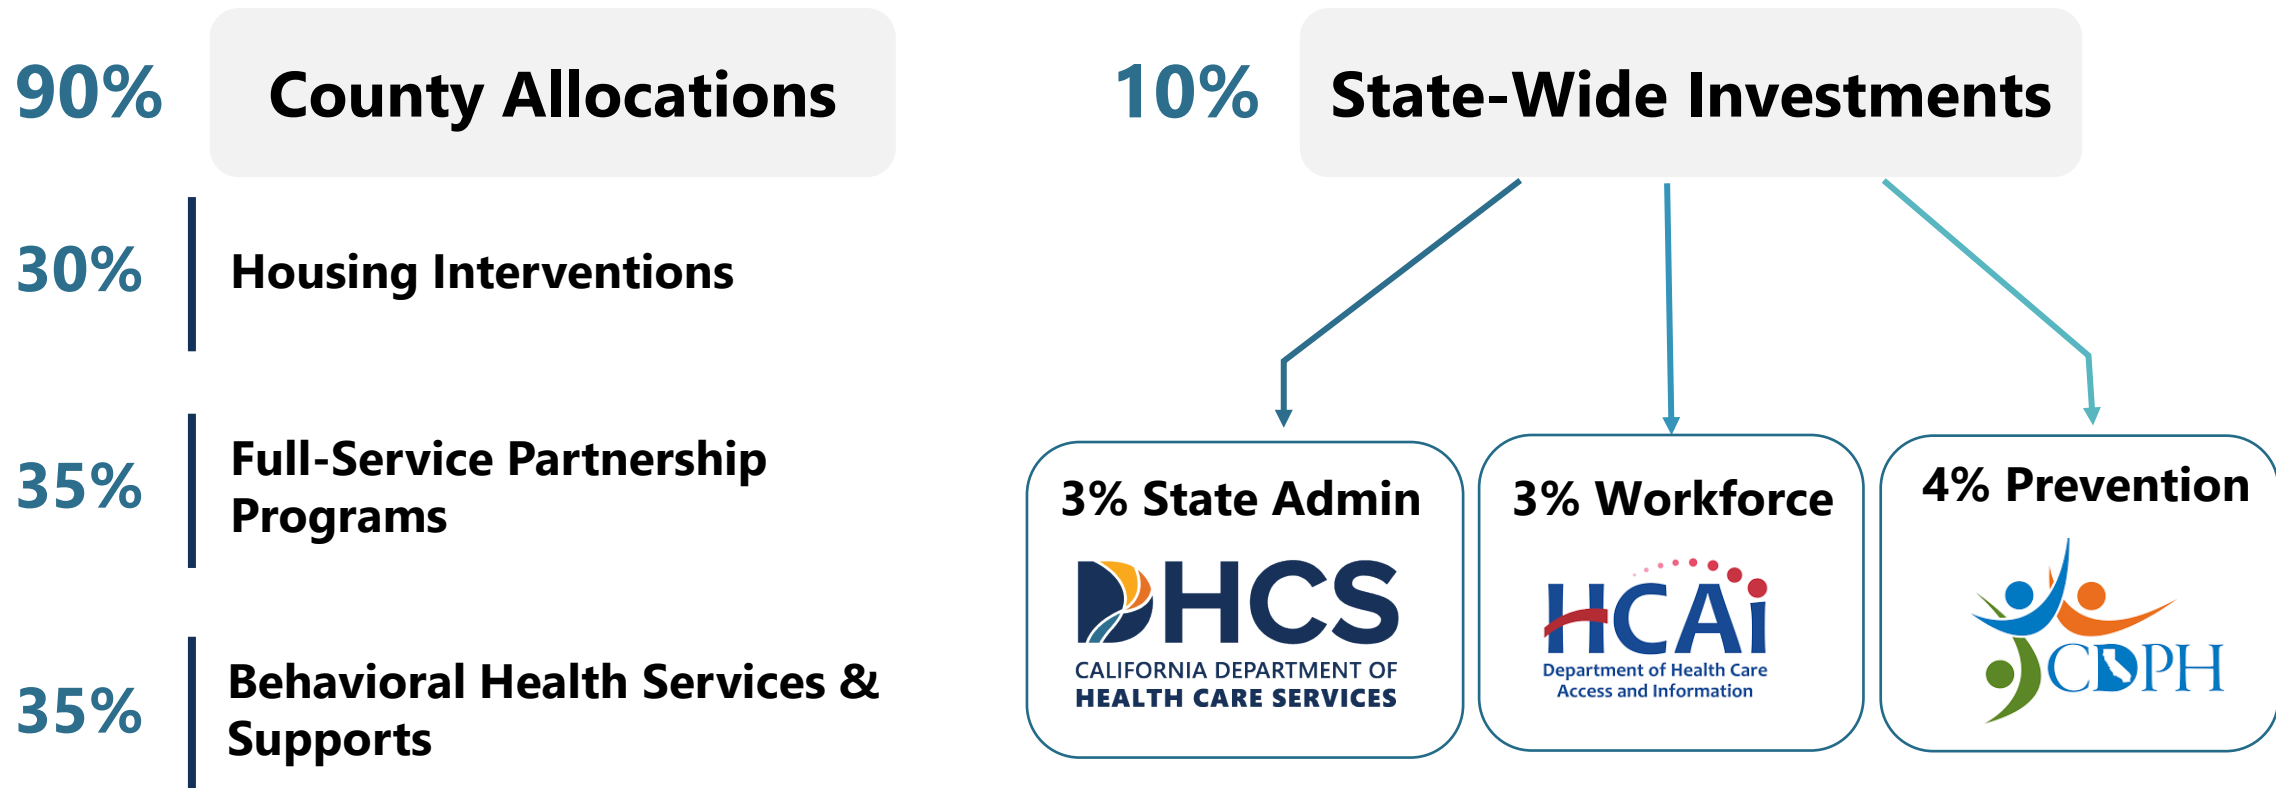 90%
County Allocations
30%
Housing Interventions
35%
Full-Service Partnership
Programs
35%
Behavioral Health Services &
Supports
10%
State-Wide Investments
3% State Admin
DHCS
CALIFORNIA DEPARTMENT OF
HEALTH CARE SERVICES
3% Workforce
HCAi
Department of Health Care
Access and Information
4% Prevention
CDPH